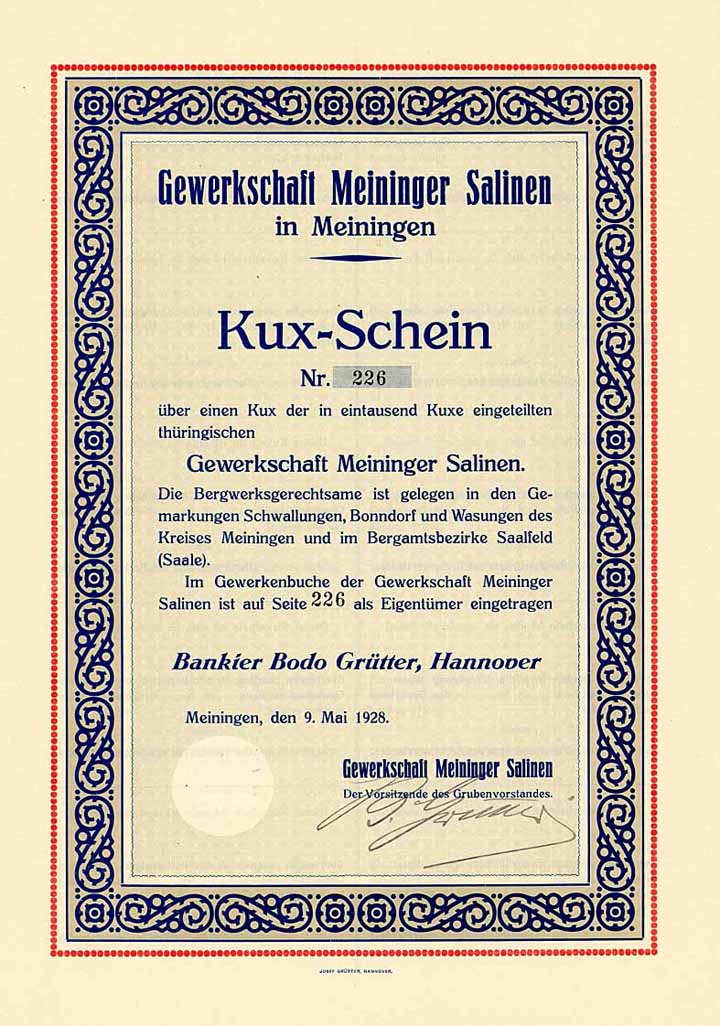 Gewerkschaft Meininger Salinen
in Meiningen
Kux-Schein
Nr. 226
über einen Kux der in eintausend Kuxe eingeteilten
thüringischen
Gewerkschaft Meininger Salinen.
Die Bergwerksgerechtsame ist gelegen in den Ge-
markungen Schwallungen, Bonndorf und Wasungen des
Kreises Meiningen und im Bergamtsbezirke Saalfeld
(Saale).
Im Gewerkenbuche der Gewerkschaft Meininger
Salinen ist auf Seite 226 als Eigentümer eingetragen
Bankier Bodo Grütter, Hannover
Meiningen, den 9. Mai 1928.
Gewerkschaft Meininger Salinen
Der Vorsitzende des Grubenvorstandes.
JOSEF GRÜTTER, HANNOVER.